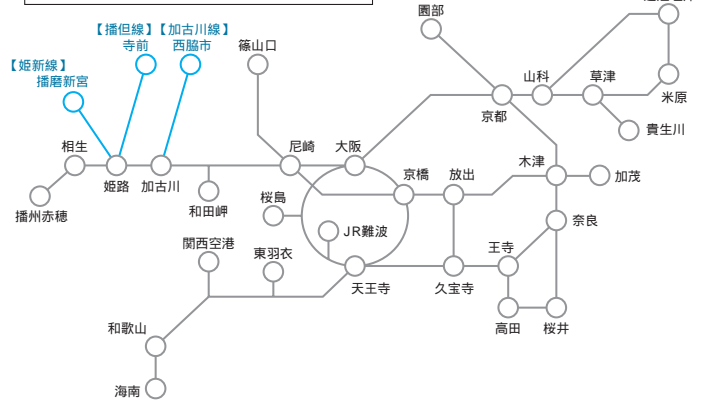 園部
【播但線】
寺前
【加古川線】
西脇市
篠山口
【姫新線】
播磨新宮
山科
草津
米原
京都
貴生川
相生
尼崎
大阪
木津
京橋
放出
加茂
姫路
加古川
和田岬
桜島
播州赤穂
JR難波
奈良
関西空港
東羽衣
王寺
天王寺
久宝寺
和歌山
高田
桜井
海南